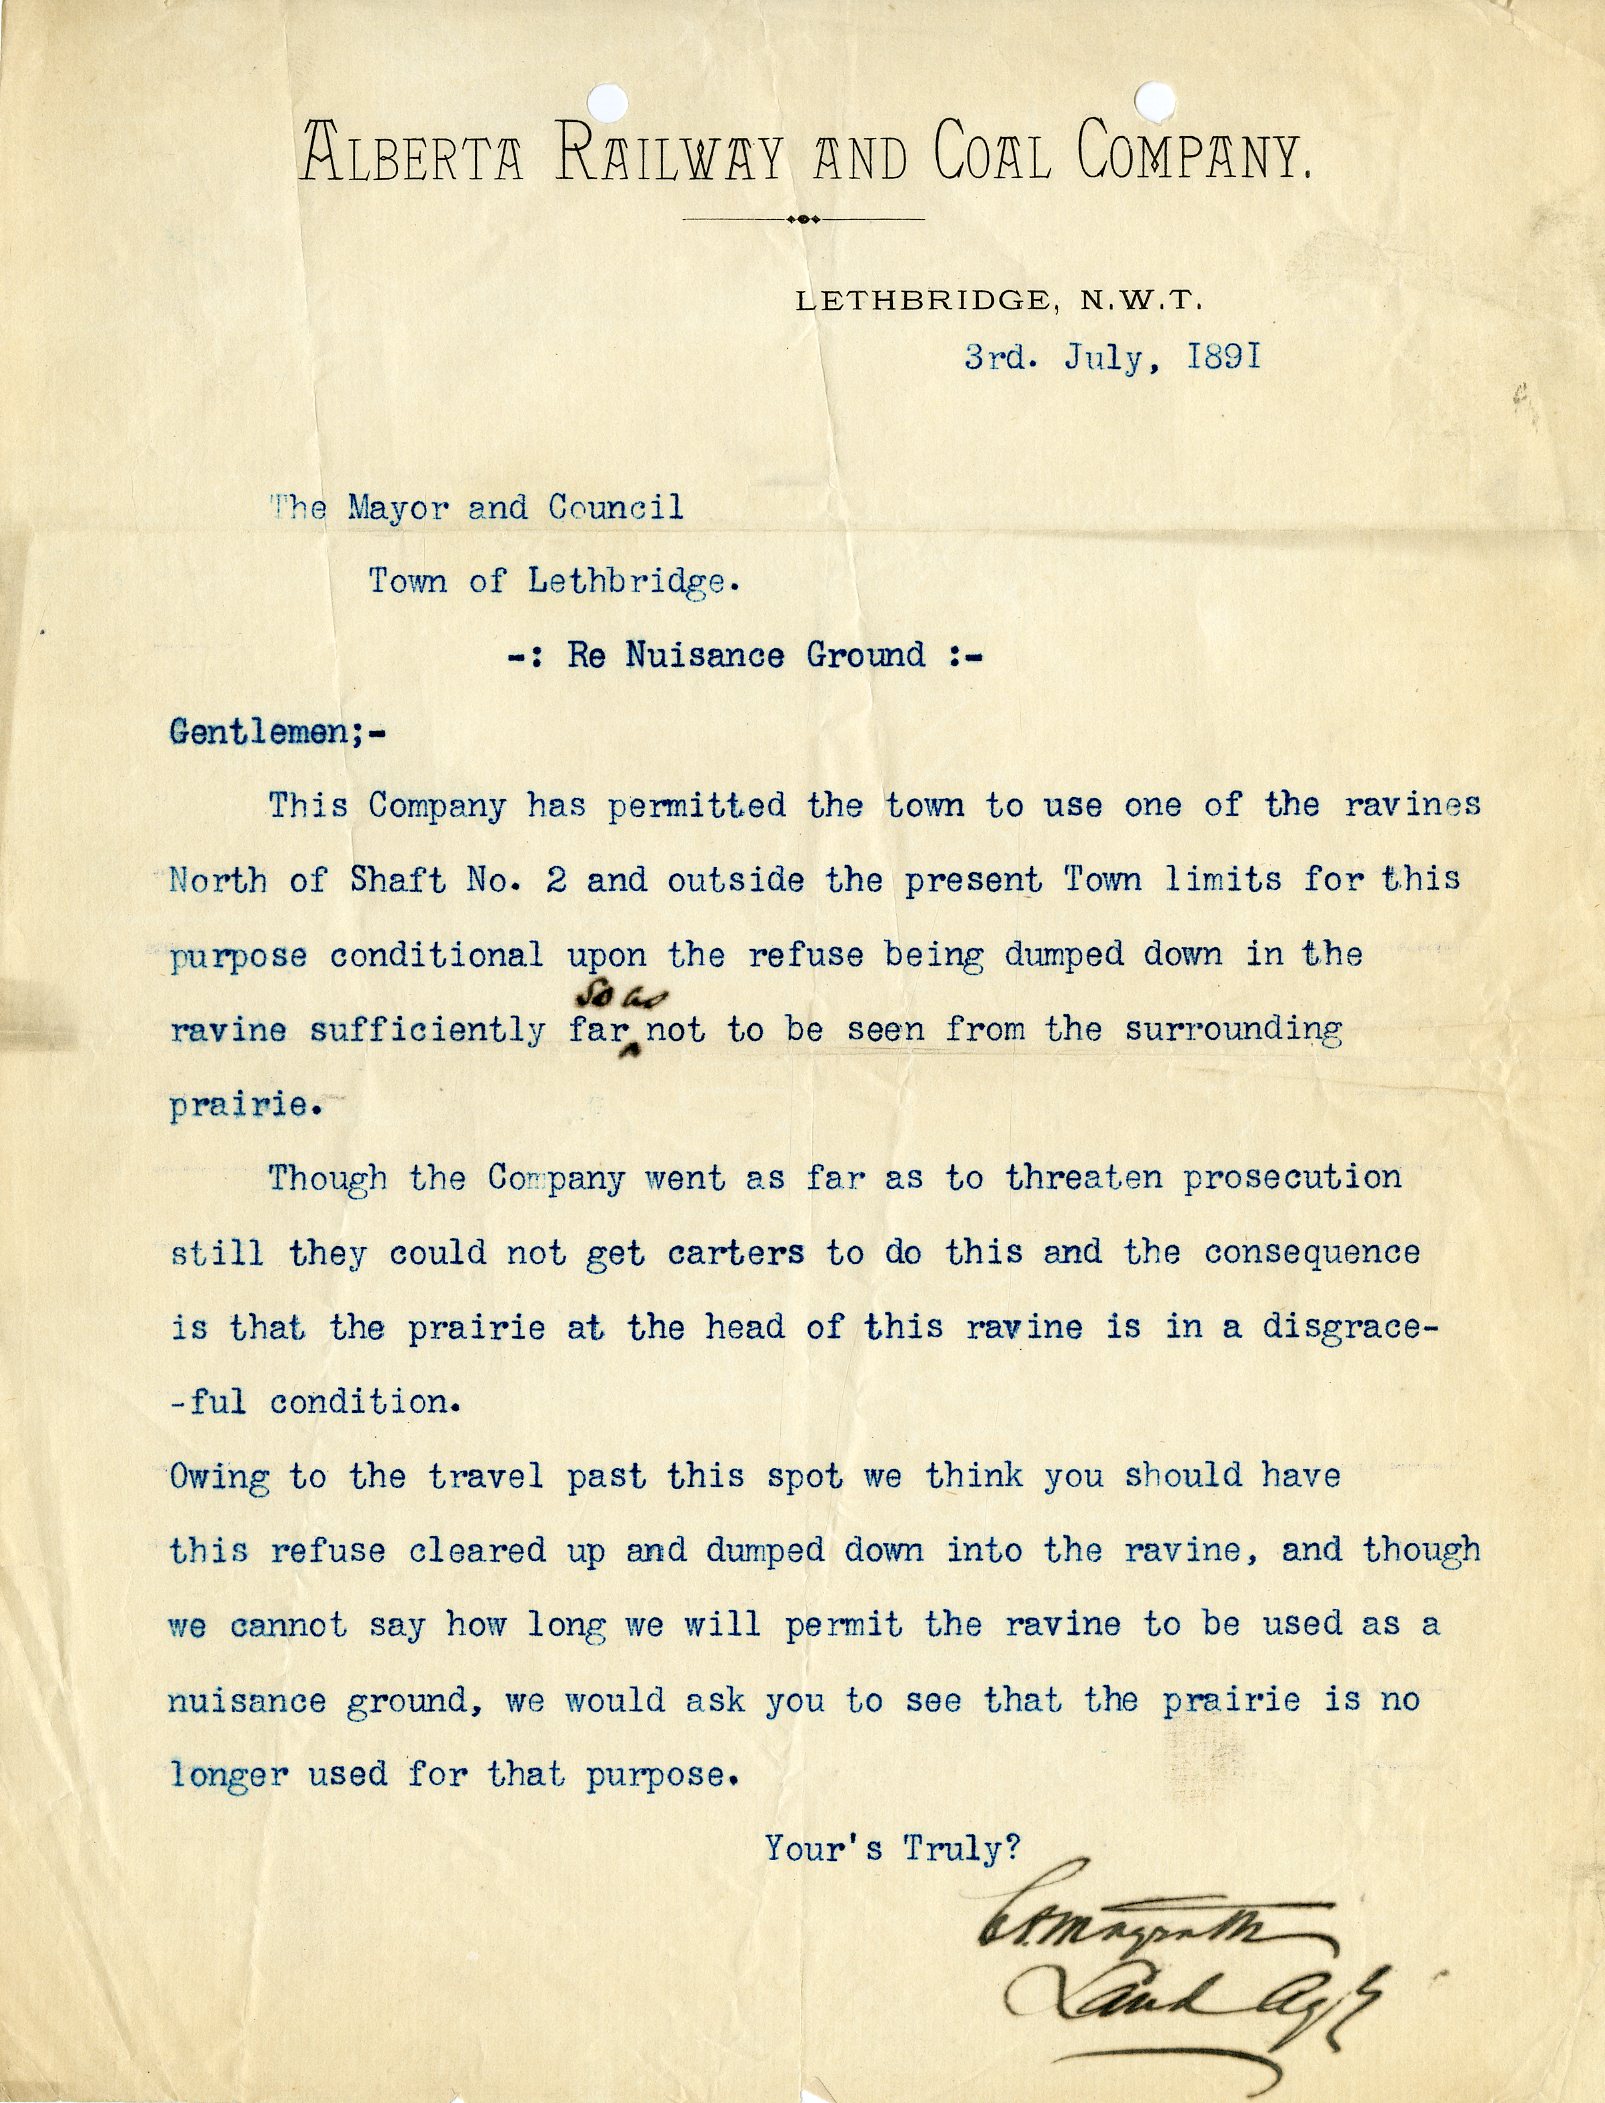 ALBERTA RAILWAY AND COAL COMPANY.
LETHBRIDGE, N.W.T.
3rd. July, I89I
The Mayor and Council
Town of Lethbridge.
-: Re Nuisance Ground :-
Gentlemen;-
This Company has permitted the town to use one of the ravines
North of Shaft No. 2 and outside the present Town limits for this
purpose conditional upon the refuse being dumped down in the
so as
ravine sufficiently far ‸ not to be seen from the surrounding
prairie.
Though the Company went as far as to threaten prosecution
still they could not get carters to do this and the consequence
is that the prairie at the head of this ravine is in a disgrace-
-ful condition.
Owing to the travel past this spot we think you should have
this refuse cleared up and dumped down into the ravine, and though
we cannot say how long we will permit the ravine to be used as a
nuisance ground, we would ask you to see that the prairie is no
longer used for that purpose.
Your's Truly?
C.A. Magrath
Land Agt